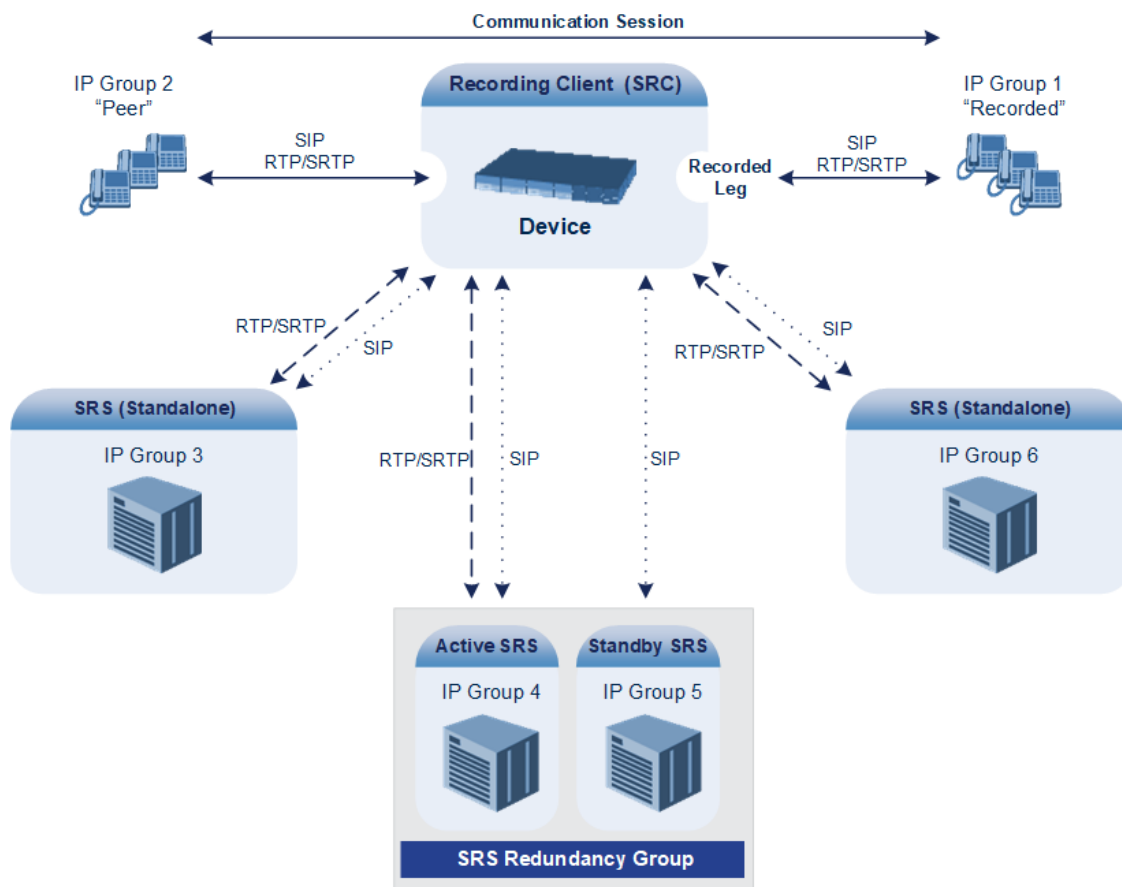 Communication Session
IP Group 2
“Peer”
Recording Client (SRC)
IP Group 1
“Recorded”
SIP
RTP/SRTP
Recorded
Leg
SIP
RTP/SRTP
Device
RTP/SRTP
SIP
SIP
RTP/SRTP
SRS (Standalone)
IP Group 3
RTP/SRTP
SIP
SIP
SRS (Standalone)
IP Group 6
Active SRS
IP Group 4
Standby SRS
IP Group 5
SRS Redundancy Group